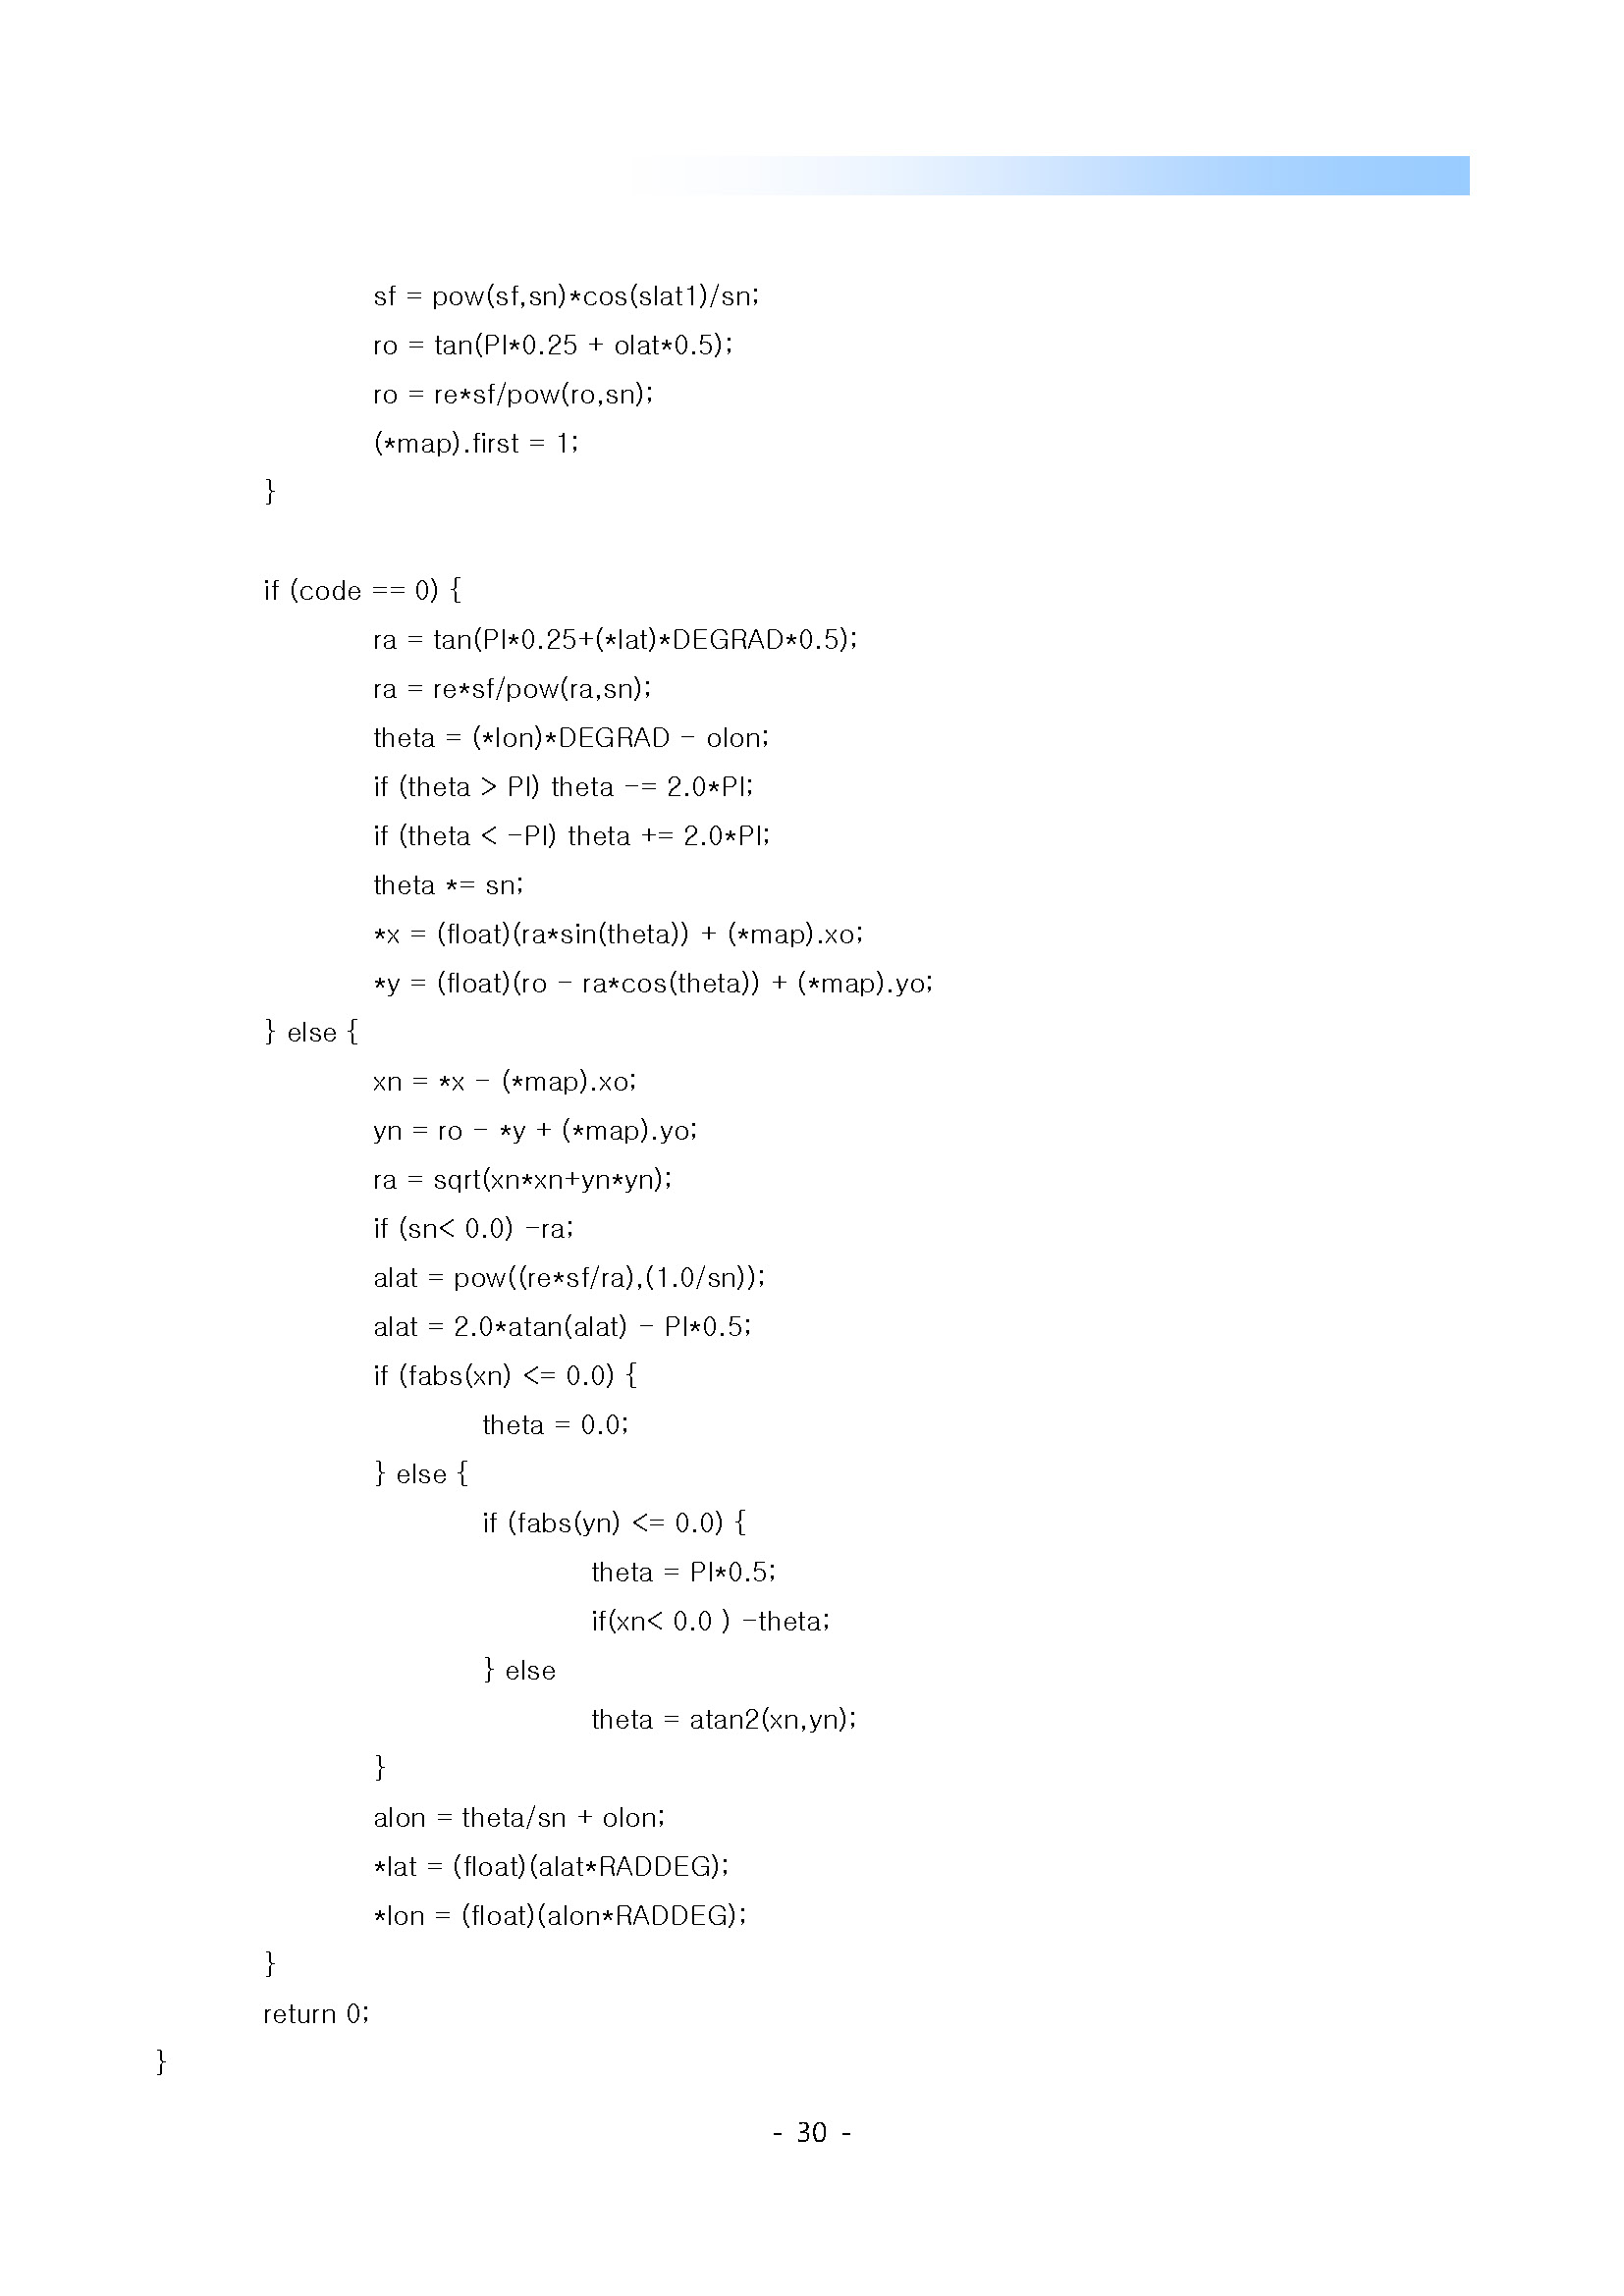 sf = pow(sf,sn)*cos(slat1)/sn;
ro = tan(PI*0.25 + olat*0.5);
ro = re*sf/pow(ro,sn);
(*map).first = 1;
}
if (code == 0) {
ra = tan(PI*0.25+(*lat)*DEGRAD*0.5);
ra = re*sf/pow(ra,sn);
theta = (*lon)*DEGRAD - olon;
if (theta > PI) theta -= 2.0*PI;
if (theta < -PI) theta += 2.0*PI;
theta *= sn;
*x = (float)(ra*sin(theta)) + (*map).xo;
*y = (float)(ro - ra*cos(theta)) + (*map).yo;
} else {
xn = *x - (*map).xo;
yn = ro - *y + (*map).yo;
ra = sqrt(xn*xn+yn*yn);
if (sn< 0.0) -ra;
alat = pow((re*sf/ra),(1.0/sn));
alat = 2.0*atan(alat) - PI*0.5;
if (fabs(xn) <= 0.0) {
theta = 0.0;
} else {
if (fabs(yn) <= 0.0) {
theta = PI*0.5;
if(xn< 0.0 ) -theta;
} else
theta = atan2(xn,yn);
}
alon = theta/sn + olon;
*lat = (float)(alat*RADDEG);
*lon = (float)(alon*RADDEG);
}
return 0;
}
- 30 -